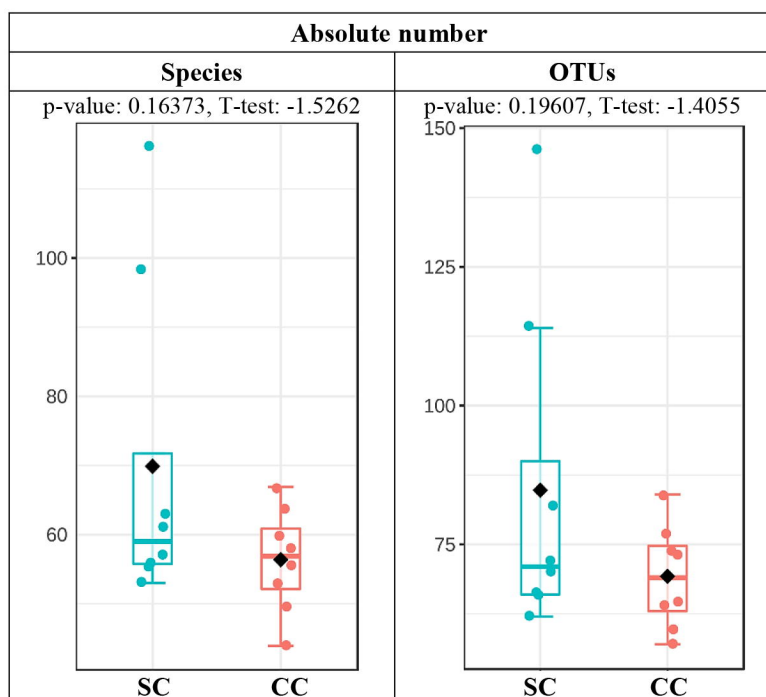 Absolute number
Species
OTUs
p-value: 0.16373, T-test: -1.5262
p-value: 0.19607, T-test: -1.4055
100
80
60
SC
CC
150
125
100
75
SC
CC